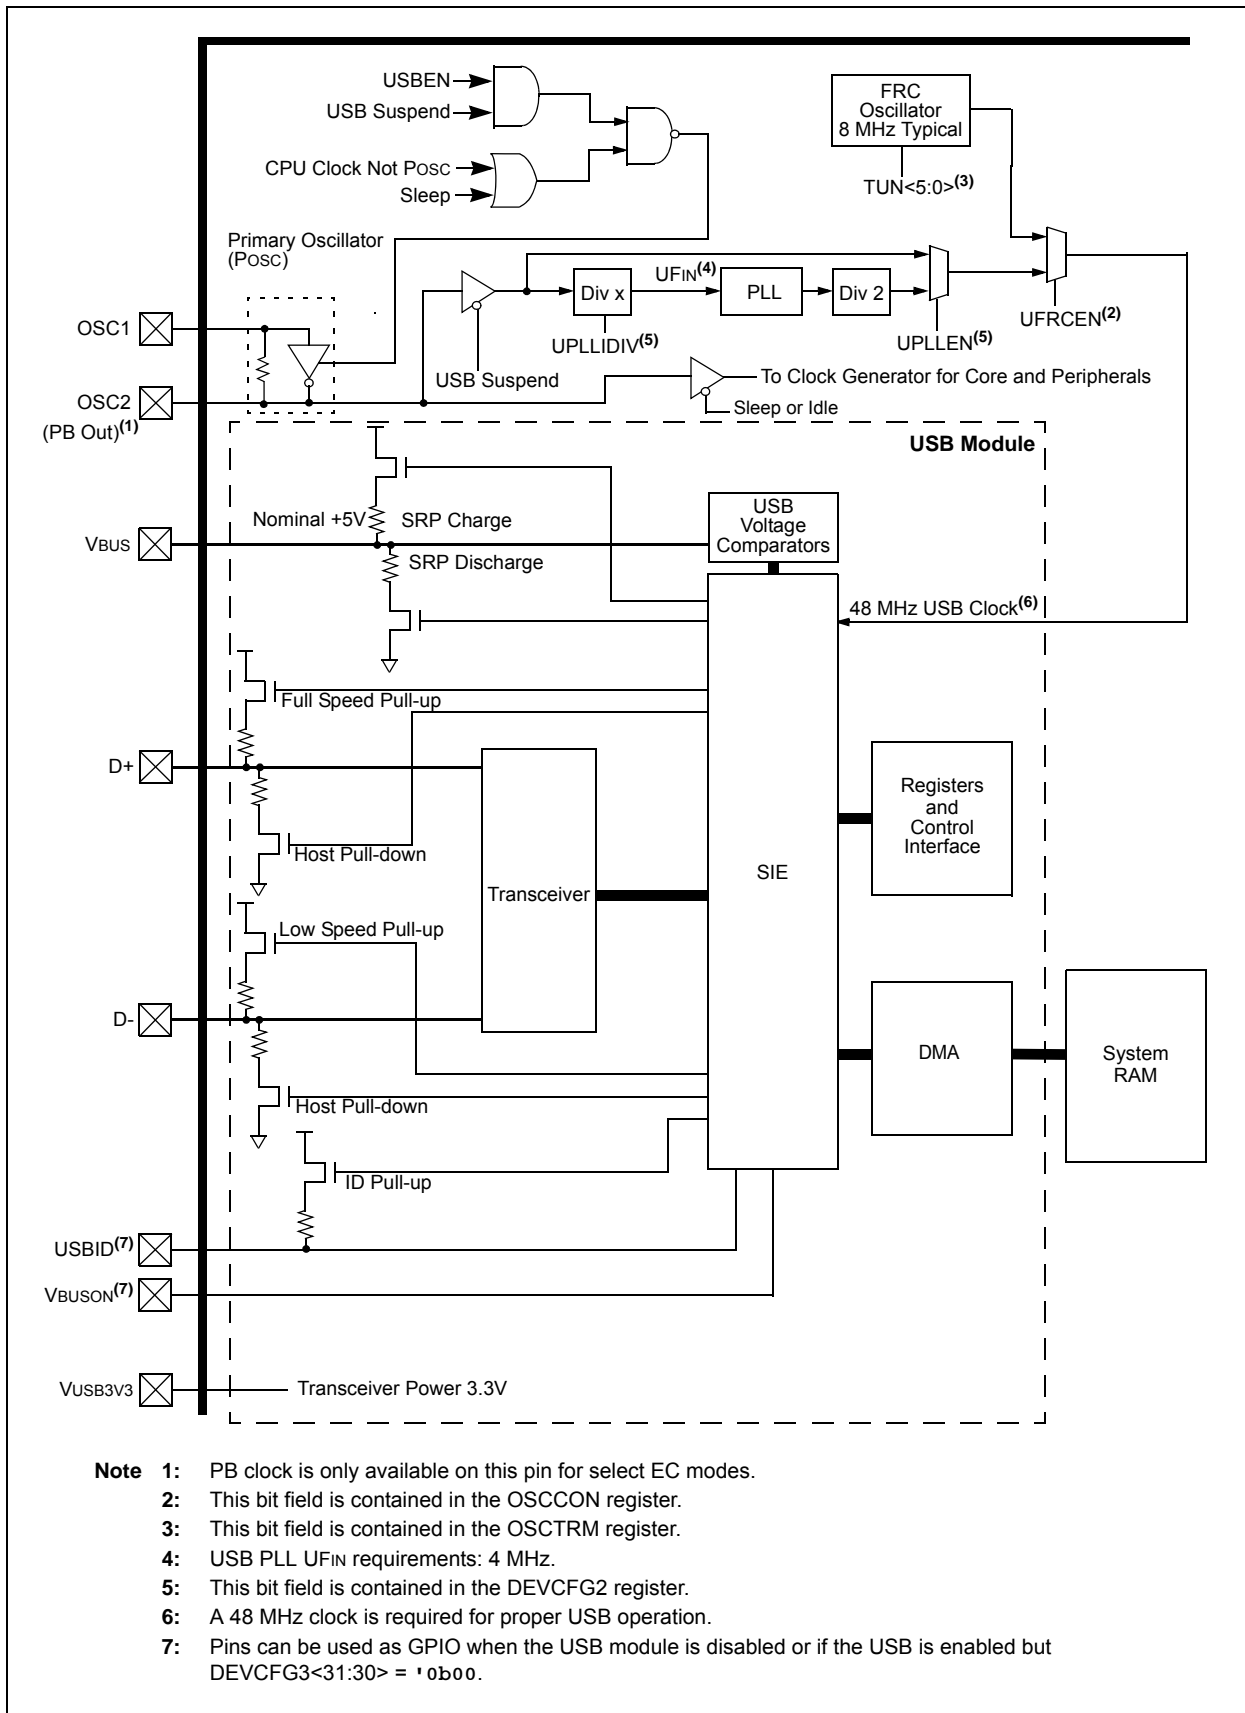 USBEN
USB Suspend
CPU Clock Not POSC
Sleep
FRC
Oscillator
8 MHz Typical
TUN<5:0>(3)
Primary Oscillator
(POSC)
UFIN(4)
Div x
PLL
Div 2
UPLLIDIV(5)
UPLLEN(5)
UFRCEN(2)
OSC1
USB Suspend
To Clock Generator for Core and Peripherals
OSC2
(PB Out)(1)
Sleep or Idle
USB Module
Nominal +5V
SRP Charge
USB
Voltage
Comparators
VBUS
SRP Discharge
48 MHz USB Clock(6)
Full Speed Pull-up
D+
Registers
and
Control
Interface
Host Pull-down
SIE
Transceiver
Low Speed Pull-up
D-
DMA
System
RAM
Host Pull-down
ID Pull-up
USBID(7)
VBUSON(7)
VUSB3V3
Transceiver Power 3.3V
Note 1: PB clock is only available on this pin for select EC modes.
2: This bit field is contained in the OSCCON register.
3: This bit field is contained in the OSCTRM register.
4: USB PLL UFIN requirements: 4 MHz.
5: This bit field is contained in the DEVCFG2 register.
6: A 48 MHz clock is required for proper USB operation.
7: Pins can be used as GPIO when the USB module is disabled or if the USB is enabled but
DEVCFG3<31:30> = '0b00.